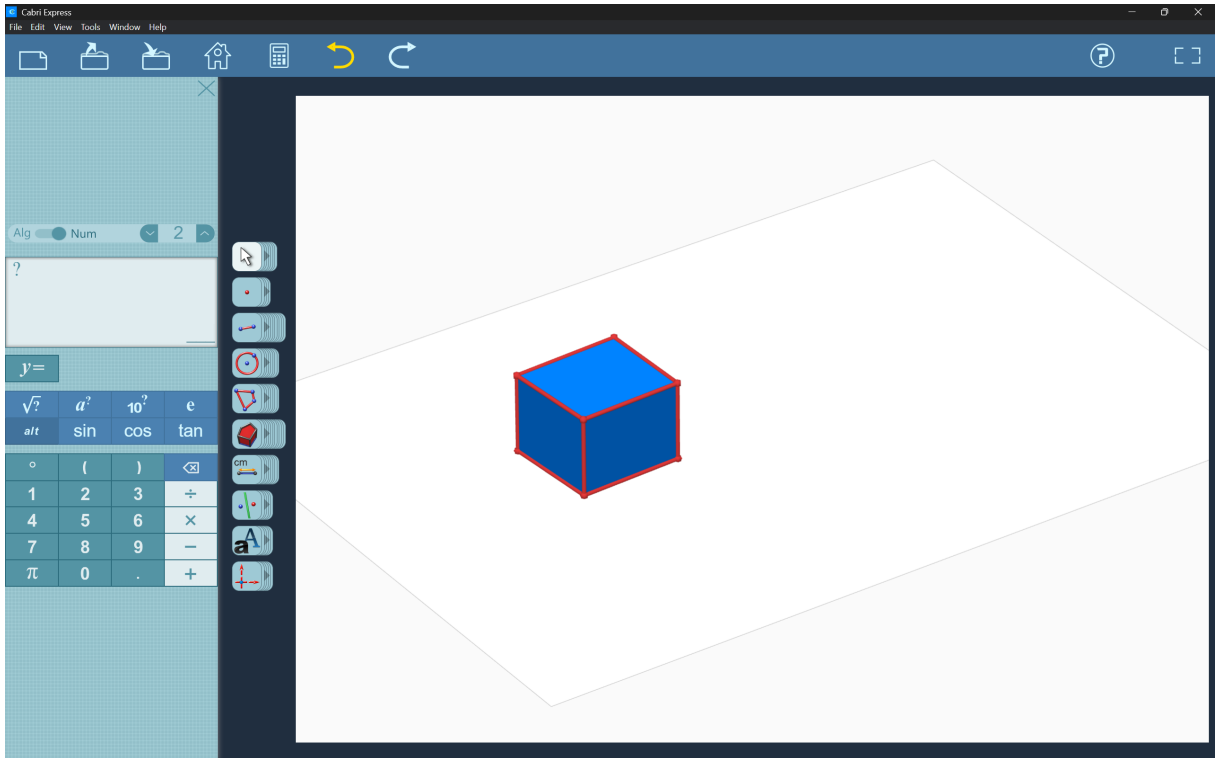 Cabri Express
File Edit View Tools Window Help
Alg Num 2
?
y=
√? a? 10? e
alt sin cos tan
° ( )
1 2 3 ÷
4 5 6 ×
7 8 9 −
π 0 . +
cm
aA